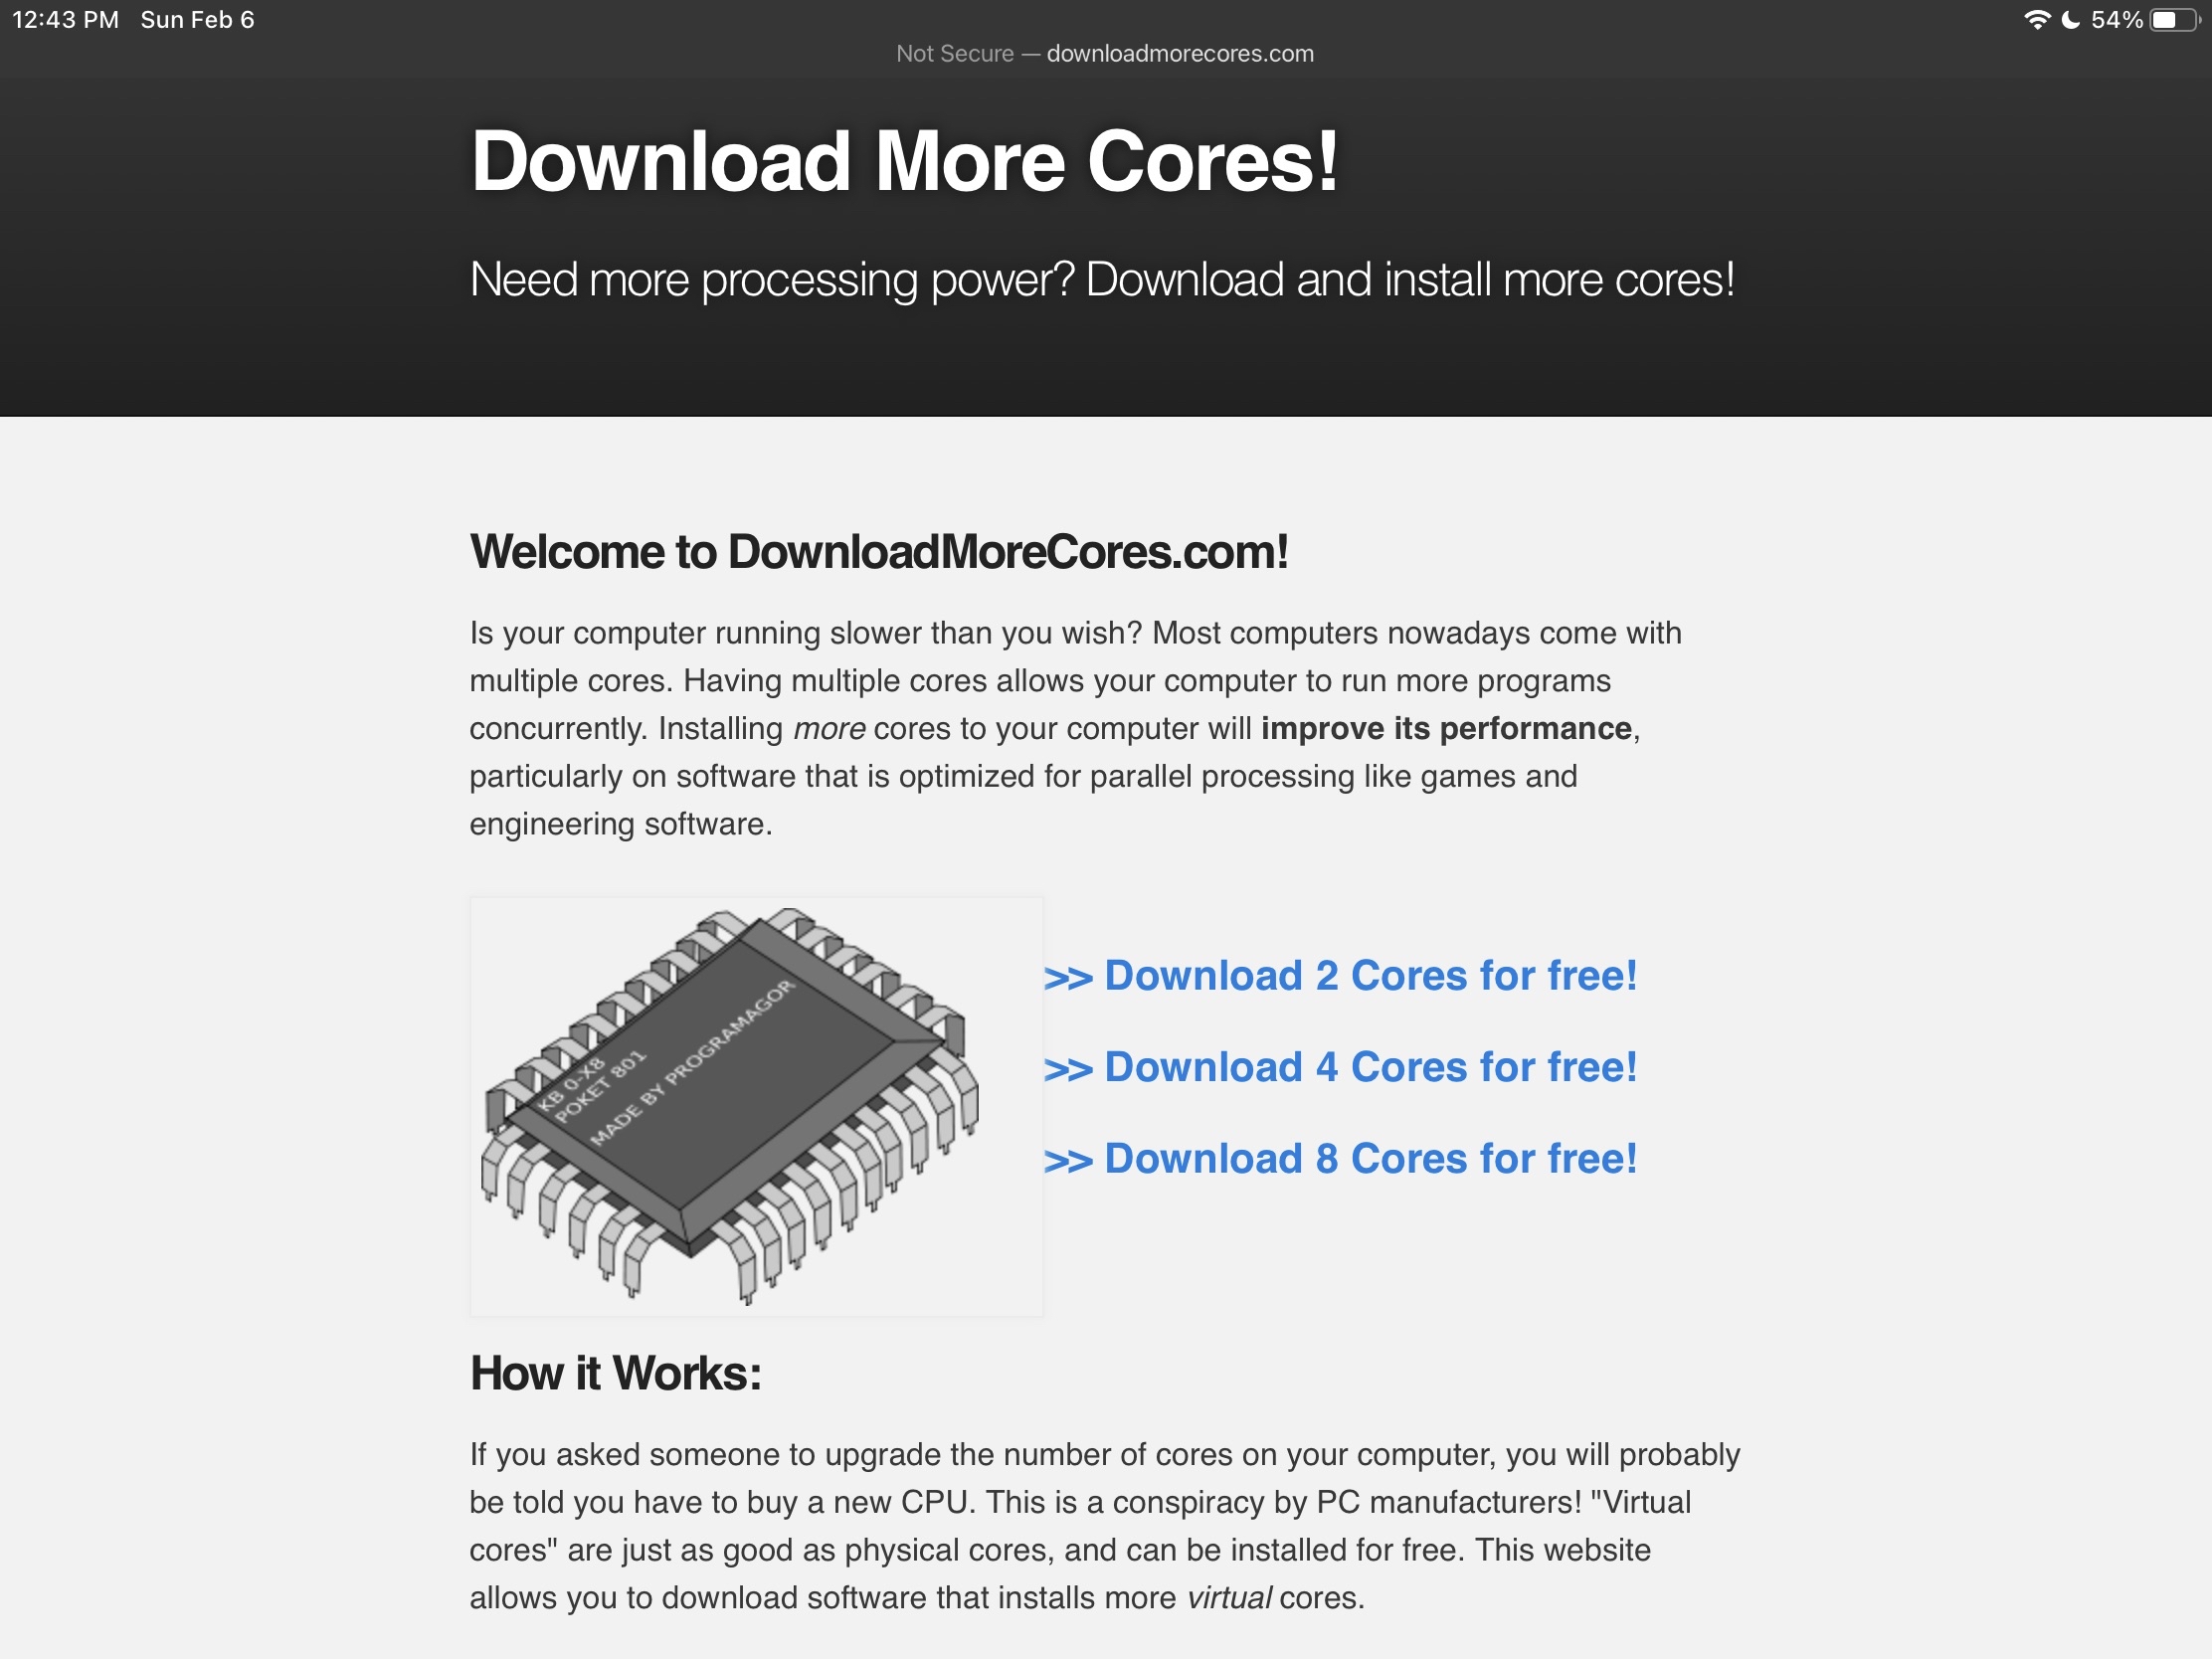 12:43 PM Sun Feb 6
54%
Not Secure — downloadmorecores.com
Download More Cores!
Need more processing power? Download and install more cores!
Welcome to DownloadMoreCores.com!
Is your computer running slower than you wish? Most computers nowadays come with
multiple cores. Having multiple cores allows your computer to run more programs
concurrently. Installing more cores to your computer will improve its performance,
particularly on software that is optimized for parallel processing like games and
engineering software.
KB 0-X8
POKET 801
MADE BY PROGRAMAGOR
>> Download 2 Cores for free!
>> Download 4 Cores for free!
>> Download 8 Cores for free!
How it Works:
If you asked someone to upgrade the number of cores on your computer, you will probably
be told you have to buy a new CPU. This is a conspiracy by PC manufacturers! "Virtual
cores" are just as good as physical cores, and can be installed for free. This website
allows you to download software that installs more virtual cores.